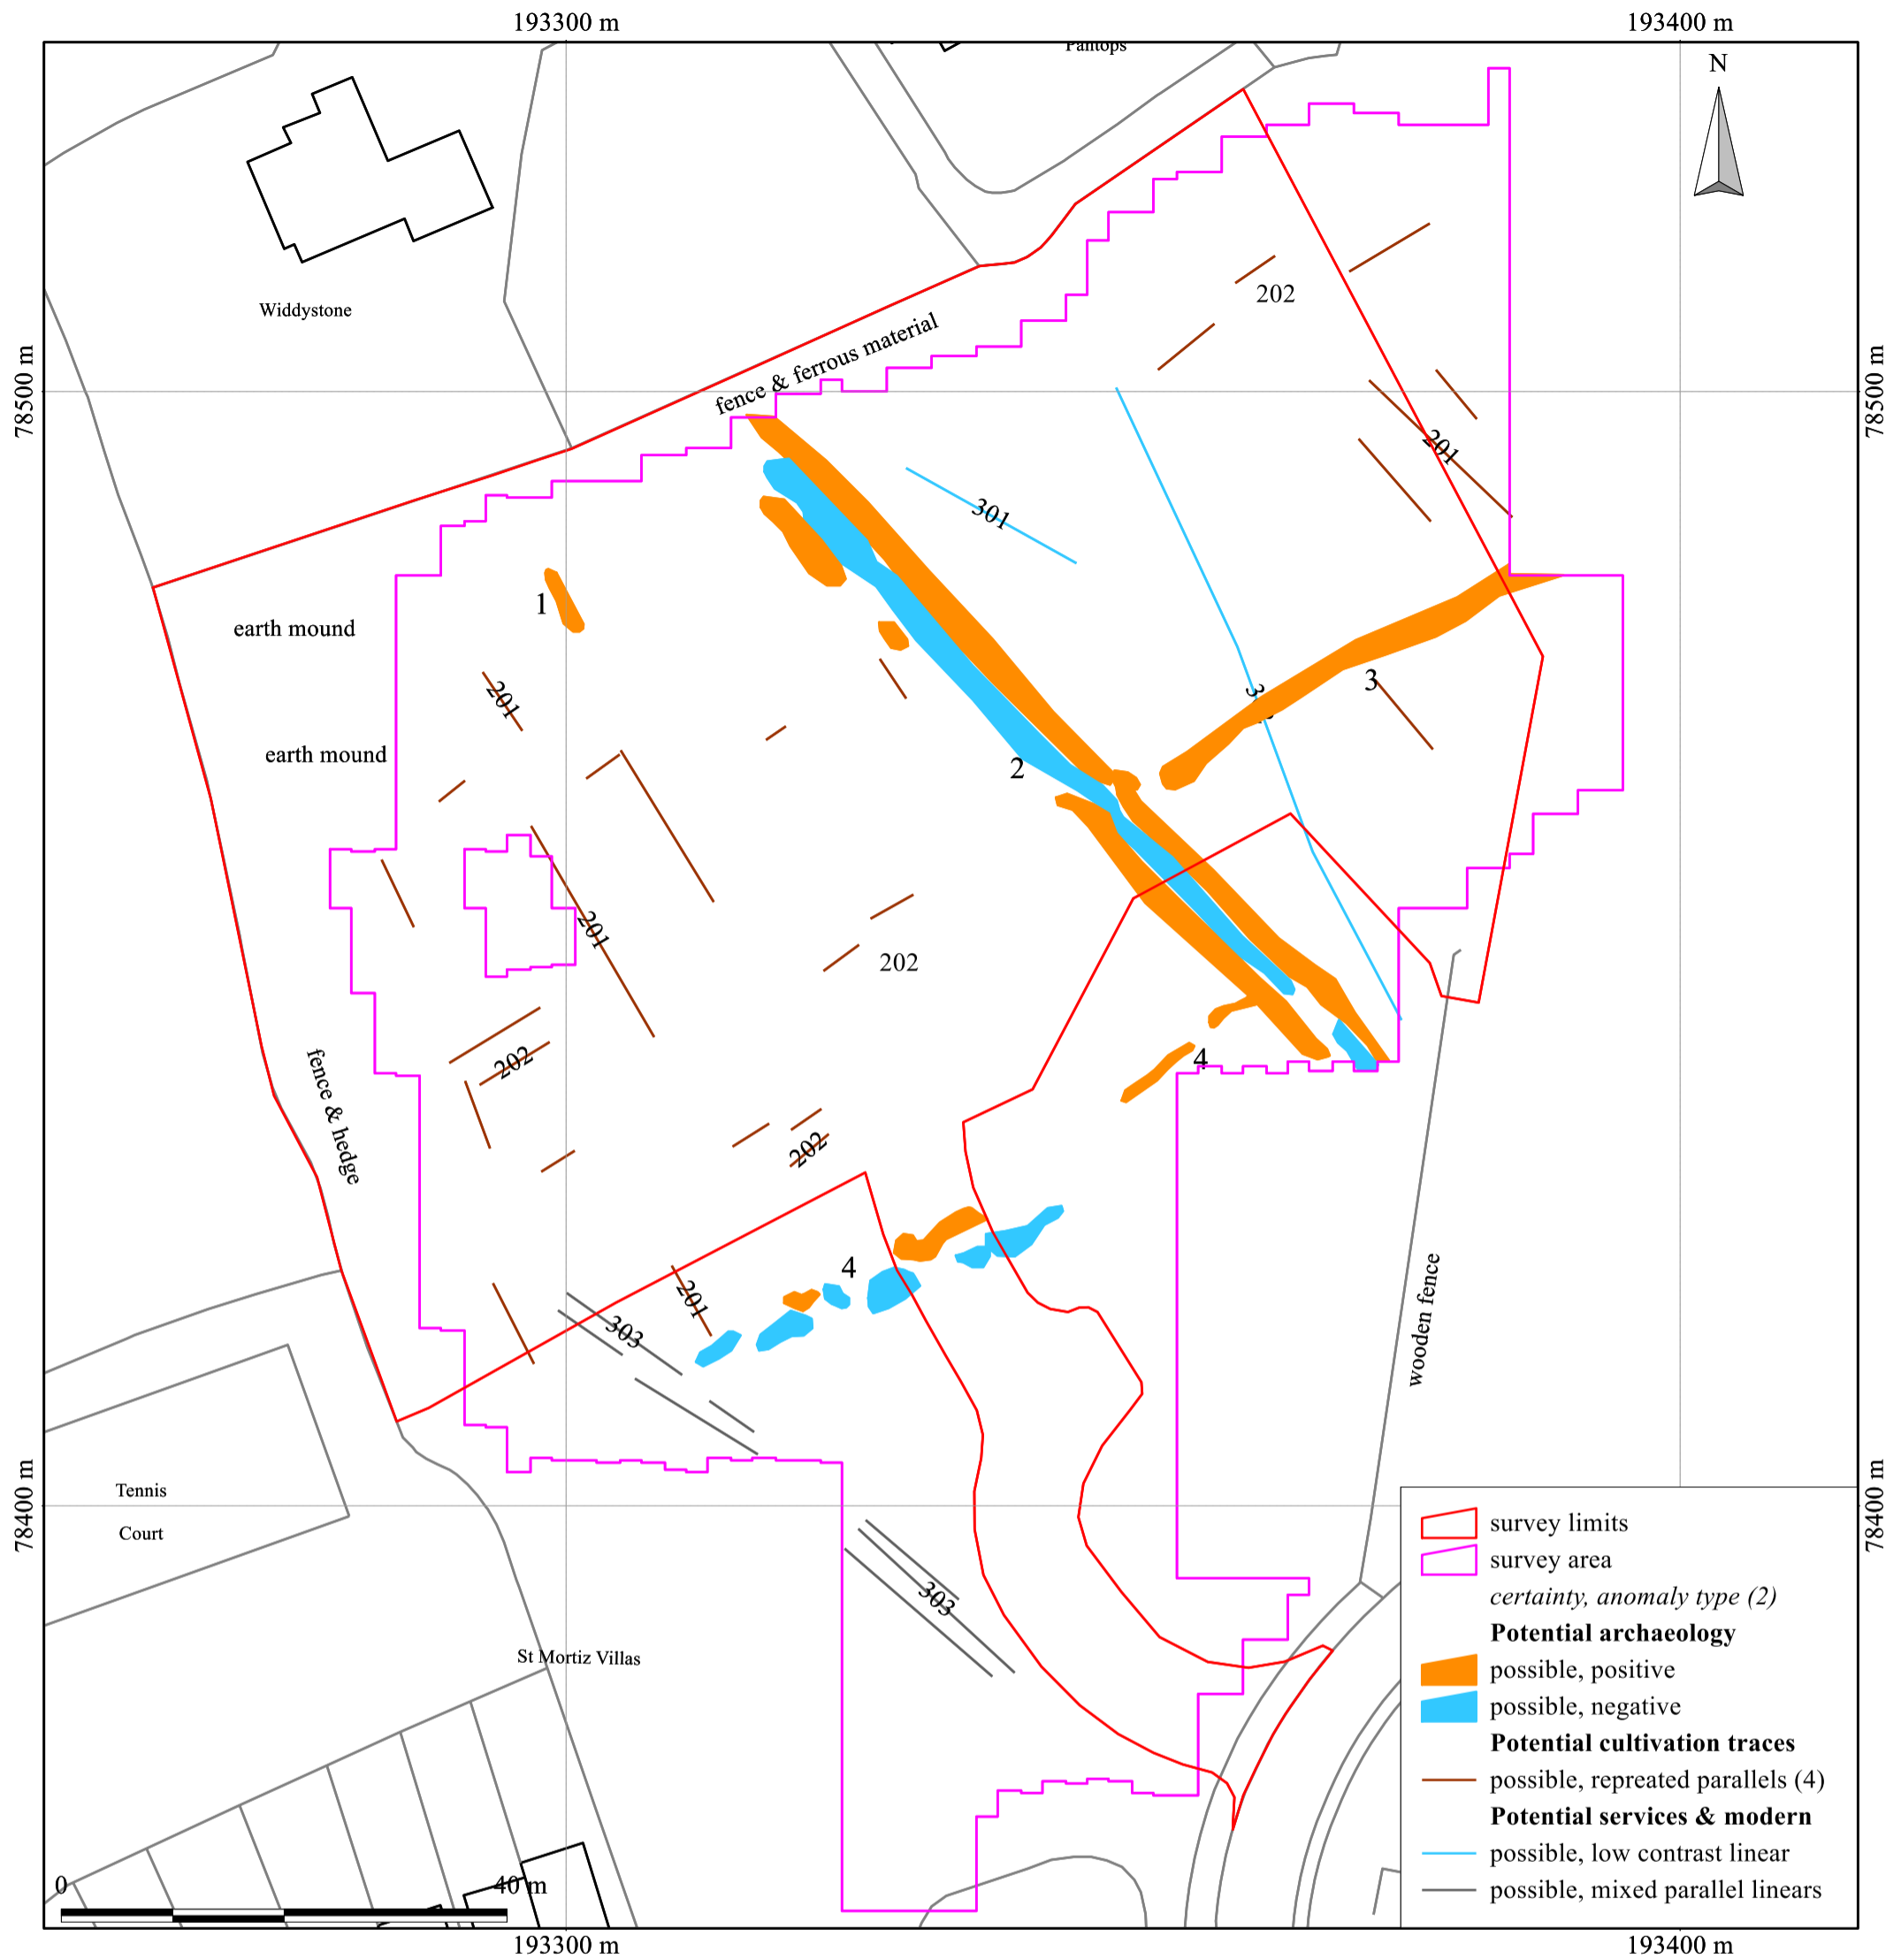 193300 m
193400 m
Pantops
N
Widdystone
202
fence & ferrous material
78500 m
78500 m
201
301
1
earth mound
201
3
earth mound
2
201
202
202
4
fence & hedge
202
4
201
303
wooden fence
78400 m
78400 m
Tennis
Court
303
St Mortiz Villas
survey limits
survey area
certainty, anomaly type (2)
Potential archaeology
possible, positive
possible, negative
Potential cultivation traces
possible, repreated parallels (4)
Potential services & modern
possible, low contrast linear
possible, mixed parallel linears
0
40 m
193300 m
193400 m